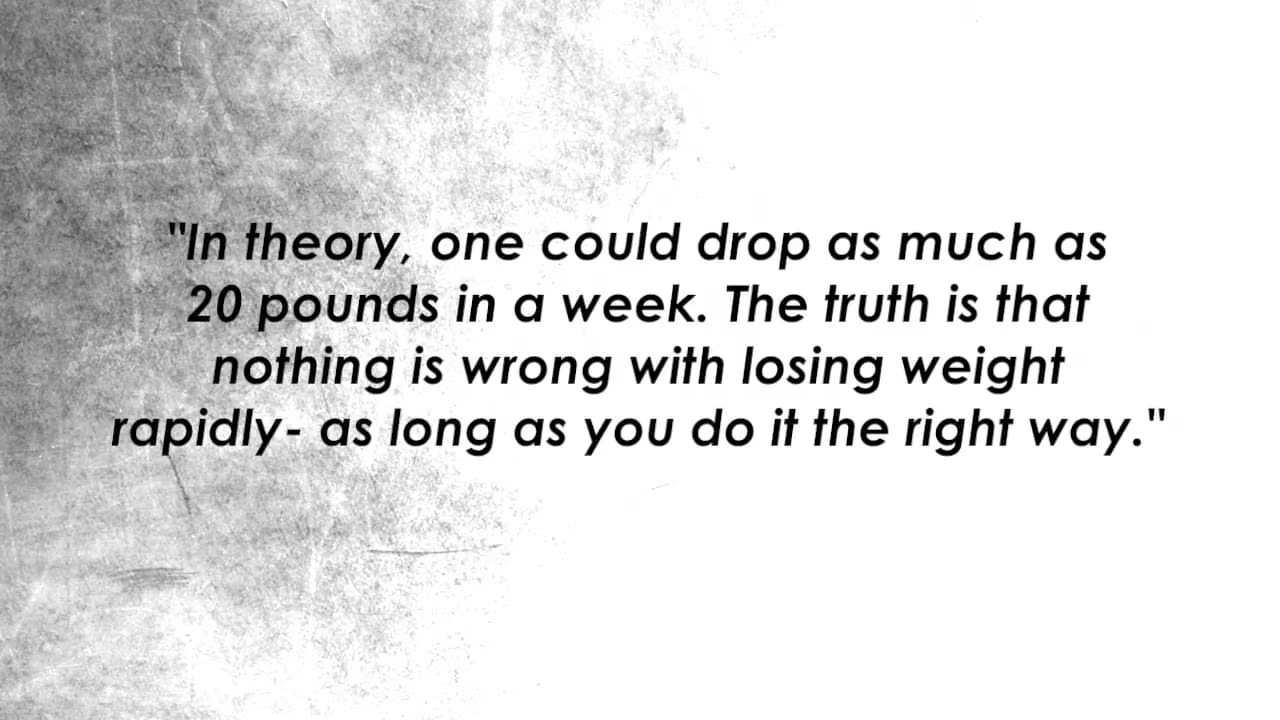 "In theory, one could drop as much as
20 pounds in a week. The truth is that
nothing is wrong with losing weight
rapidly- as long as you do it the right way."